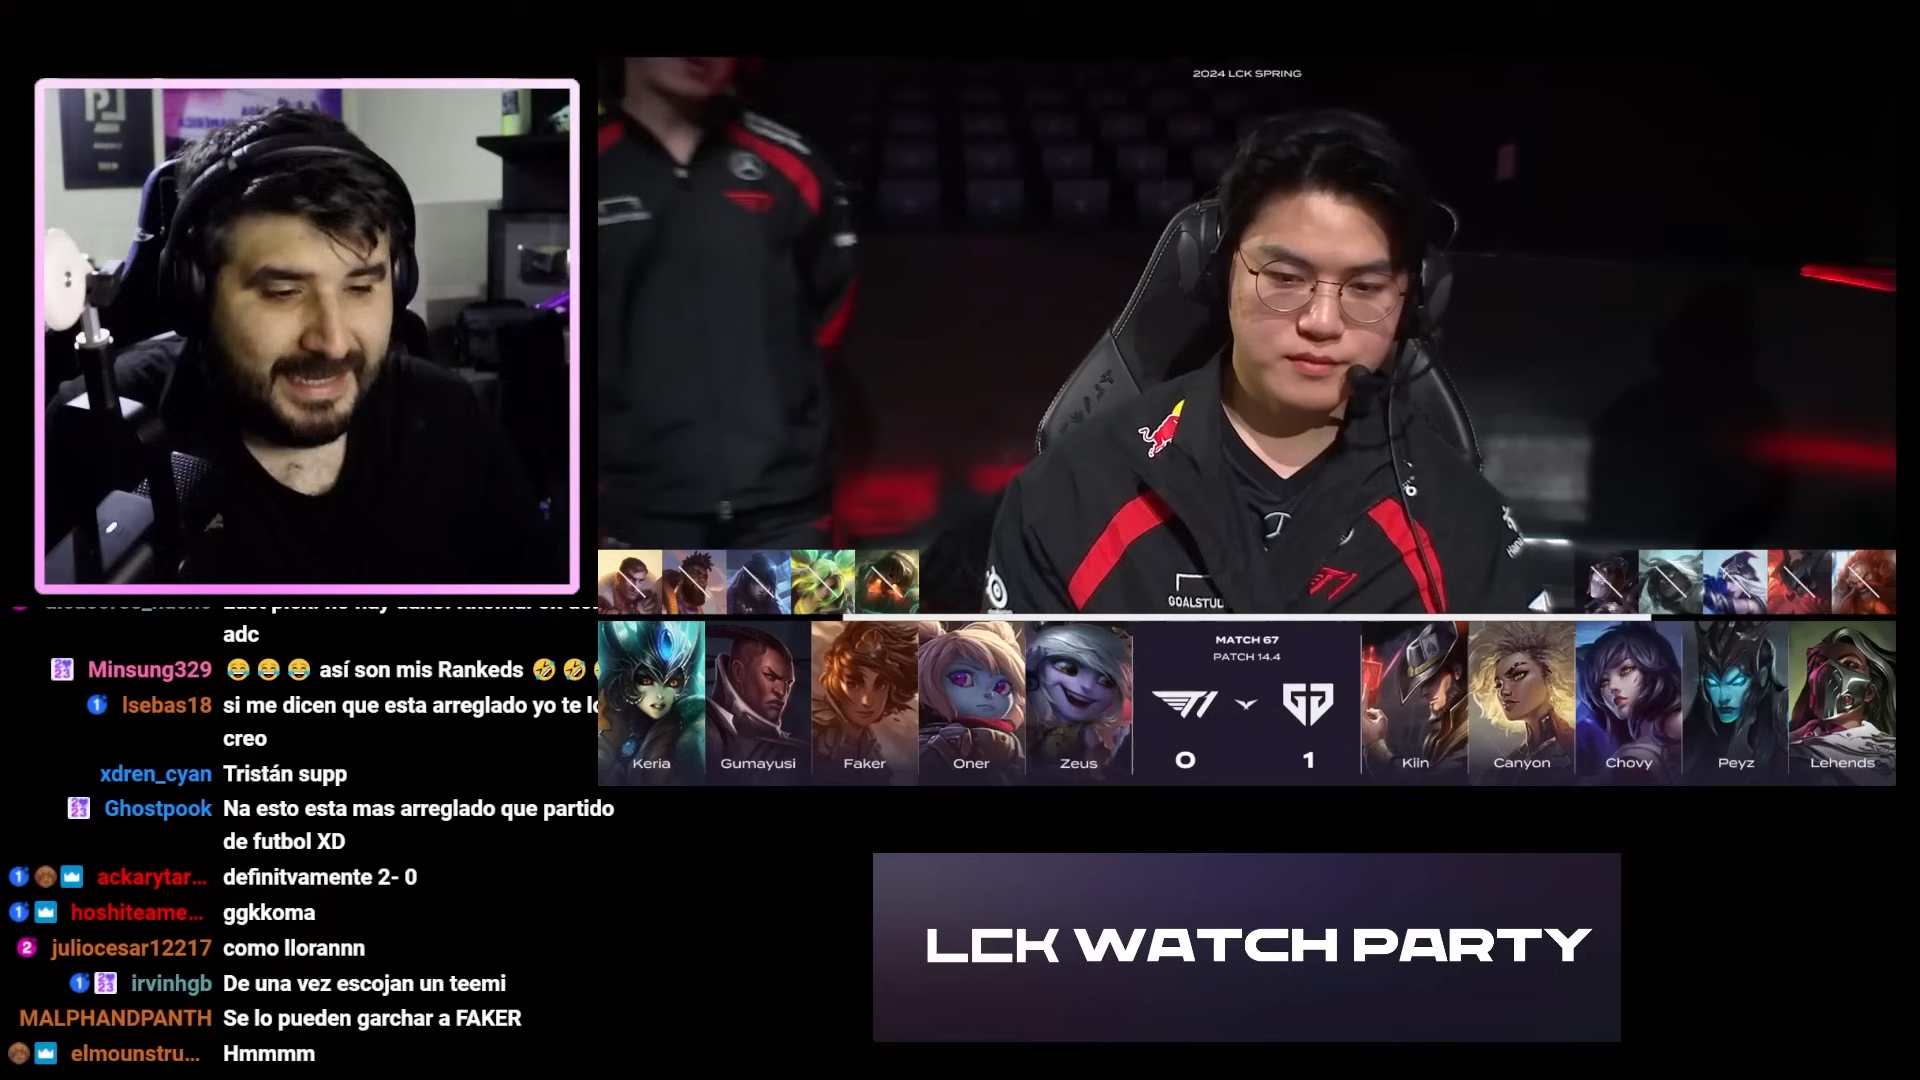 2024 LCK SPRING
GOALSTU
MATCH 67
PATCH 14.4
0
1
Keria
Gumayusi
Faker
Oner
Zeus
Kiin
Canyon
Chovy
Peyz
Lehends
adc
Minsung329 😂 😂 😂 así son mis Rankeds 🤣 🤣
lsebas18 si me dicen que esta arreglado yo te lo
creo
xdren_cyan Tristán supp
Ghostpook Na esto esta mas arreglado que partido
de futbol XD
ackarytar... definitvamente 2- 0
hoshiteame... ggkkoma
juliocesar12217 como llorannn
irvinhgb De una vez escojan un teemi
MALPHANDPANTH Se lo pueden garchar a FAKER
elmounstru... Hmmmm
LCK WATCH PARTY